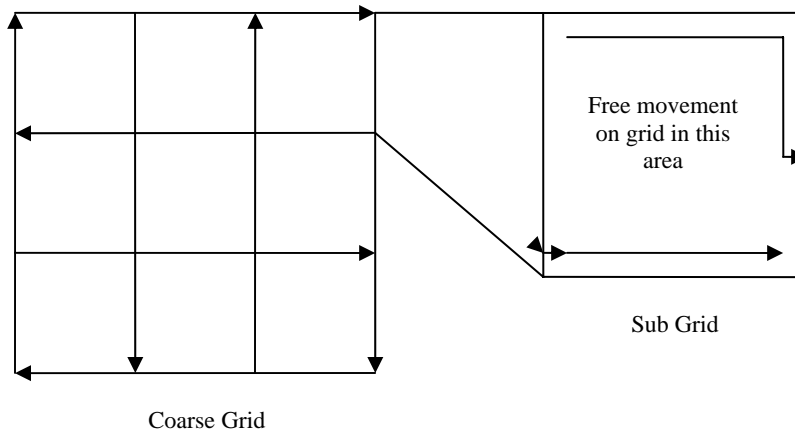 Free movement
on grid in this
area
Sub Grid
Coarse Grid